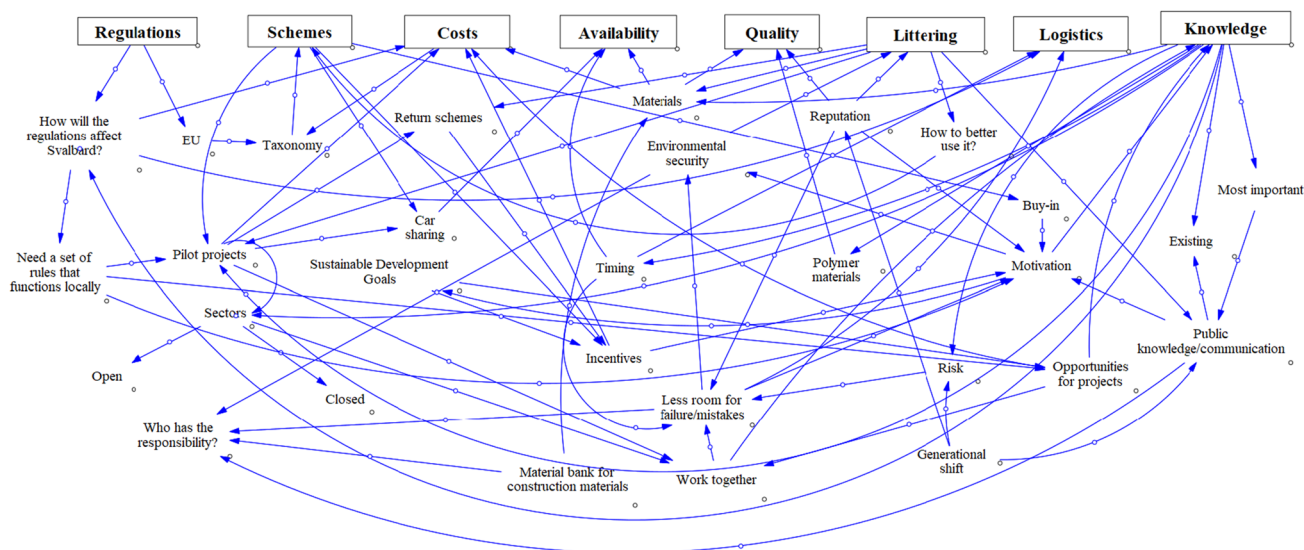 Regulations
Schemes
Costs
Availability
Quality
Littering
Logistics
Knowledge
How will the
regulations affect
Svalbard?
EU
Taxonomy
Return schemes
Materials
Environmental
security
Reputation
How to better
use it?
Most important
Need a set of
rules that
functions locally
Pilot projects
Car
sharing
Sustainable Development
Goals
Timing
Polymer
materials
Buy-in
Motivation
Existing
Sectors
Open
Closed
Incentives
Risk
Opportunities
for projects
Public
knowledge/communication
Who has the
responsibility?
Less room for
failure/mistakes
Material bank for
construction materials
Work together
Generational
shift